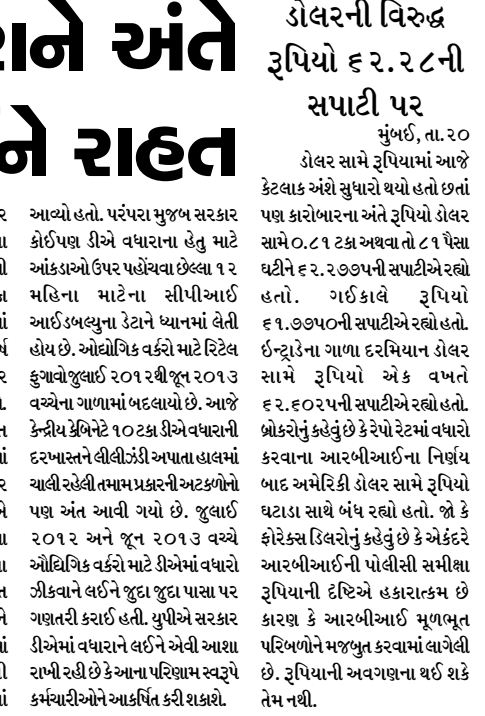 અંતે
રાહત
આવ્યો હતો. પરંપરા મુજબ સરકાર
કોઈપણ ડીએ વધારાના હેતુ માટે
આંકડાઓ ઉપર પહોંચવા છેલ્લા ૧૨
મહિના માટેના સીપીઆઈ
આઈડબલ્યુના ડેટાને ધ્યાનમાં લેતી
હોય છે. ઓદ્યોગિક વર્કરો માટે રિટેલ
ફુગાવો જુલાઈ ૨૦૧૨થી જૂન ૨૦૧૩
વચ્ચેના ગાળામાં બદલાયો છે. આજે
કેન્દ્રીય કેબિનેટે ૧૦ ટકા ડીએ વધારાની
દરખાસ્તને લીલીઝંડી અપાતા હાલમાં
ચાલી રહેલી તમામ પ્રકારની અટકળોનો
પણ અંત આવી ગયો છે. જુલાઈ
૨૦૧૨ અને જૂન ૨૦૧૩ વચ્ચે
ઔદ્યિગિક વર્કરો માટે ડીએમાં વધારો
ઝીકવાને લઈને જુદા જુદા પાસા પર
ગણતરી કરાઈ હતી. યુપીએ સરકાર
ડીએમાં વધારાને લઈને એવી આશા
રાખી રહી છે કે આના પરિણામ સ્વરૂપે
કર્મચારીઓને આકર્ષિત કરી શકાશે.
ડોલરની વિરુદ્ધ
રૂપિયો ૬૨.૨૮ની
સપાટી પર
મુંબઈ, તા. ૨૦
ડોલર સામે રૂપિયામાં આજે
કેટલાક અંશે સુધારો થયો હતો છતાં
પણ કારોબારના અંતે રૂપિયો ડોલર
સામે ૦.૮૧ ટકા અથવા તો ૮૧ પૈસા
ઘટીને ૬૨.૨૭૭૫ની સપાટીએ રહ્યો
હતો. ગઈકાલે રૂપિયો
૬૧.૭૭૫૦ની સપાટીએ રહ્યો હતો.
ઇન્ટ્રાડેના ગાળા દરમિયાન ડોલર
સામે રૂપિયો એક વખતે
૬૨.૬૦૨૫ની સપાટીએ રહ્યો હતો.
બ્રોકરોનું કહેવું છે કે રેપો રેટમાં વધારો
કરવાના આરબીઆઈના નિર્ણય
બાદ અમેરિકી ડોલર સામે રૂપિયો
ઘટાડા સાથે બંધ રહ્યો હતો. જો કે
ફોરેક્સ ડિલરોનું કહેવું છે કે એકંદરે
આરબીઆઈની પોલીસી સમીક્ષા
રૂપિયાની દૃષ્ટિએ હકારાત્મક છે
કારણ કે આરબીઆઈ મૂળભૂત
પરિબળોને મજબુત કરવામાં લાગેલી
છે. રૂપિયાની અવગણના થઈ શકે
તેમ નથી.